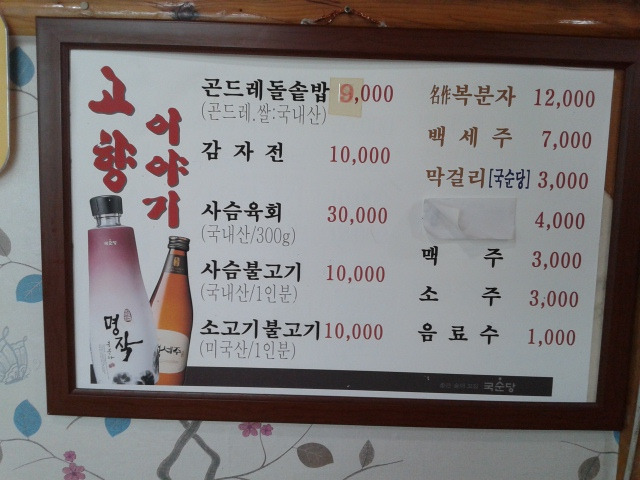 고향
이야기
곤드레돌솥밥 9,000
(곤드레.쌀:국내산)
감자전 10,000
사슴육회 30,000
(국내산/300g)
사슴불고기 10,000
(국내산/1인분)
소고기불고기 10,000
(미국산/1인분)
名作복분자 12,000
백세주 7,000
막걸리[국순당] 3,000
4,000
맥주 3,000
소주 3,000
음료수 1,000
명작
국순당